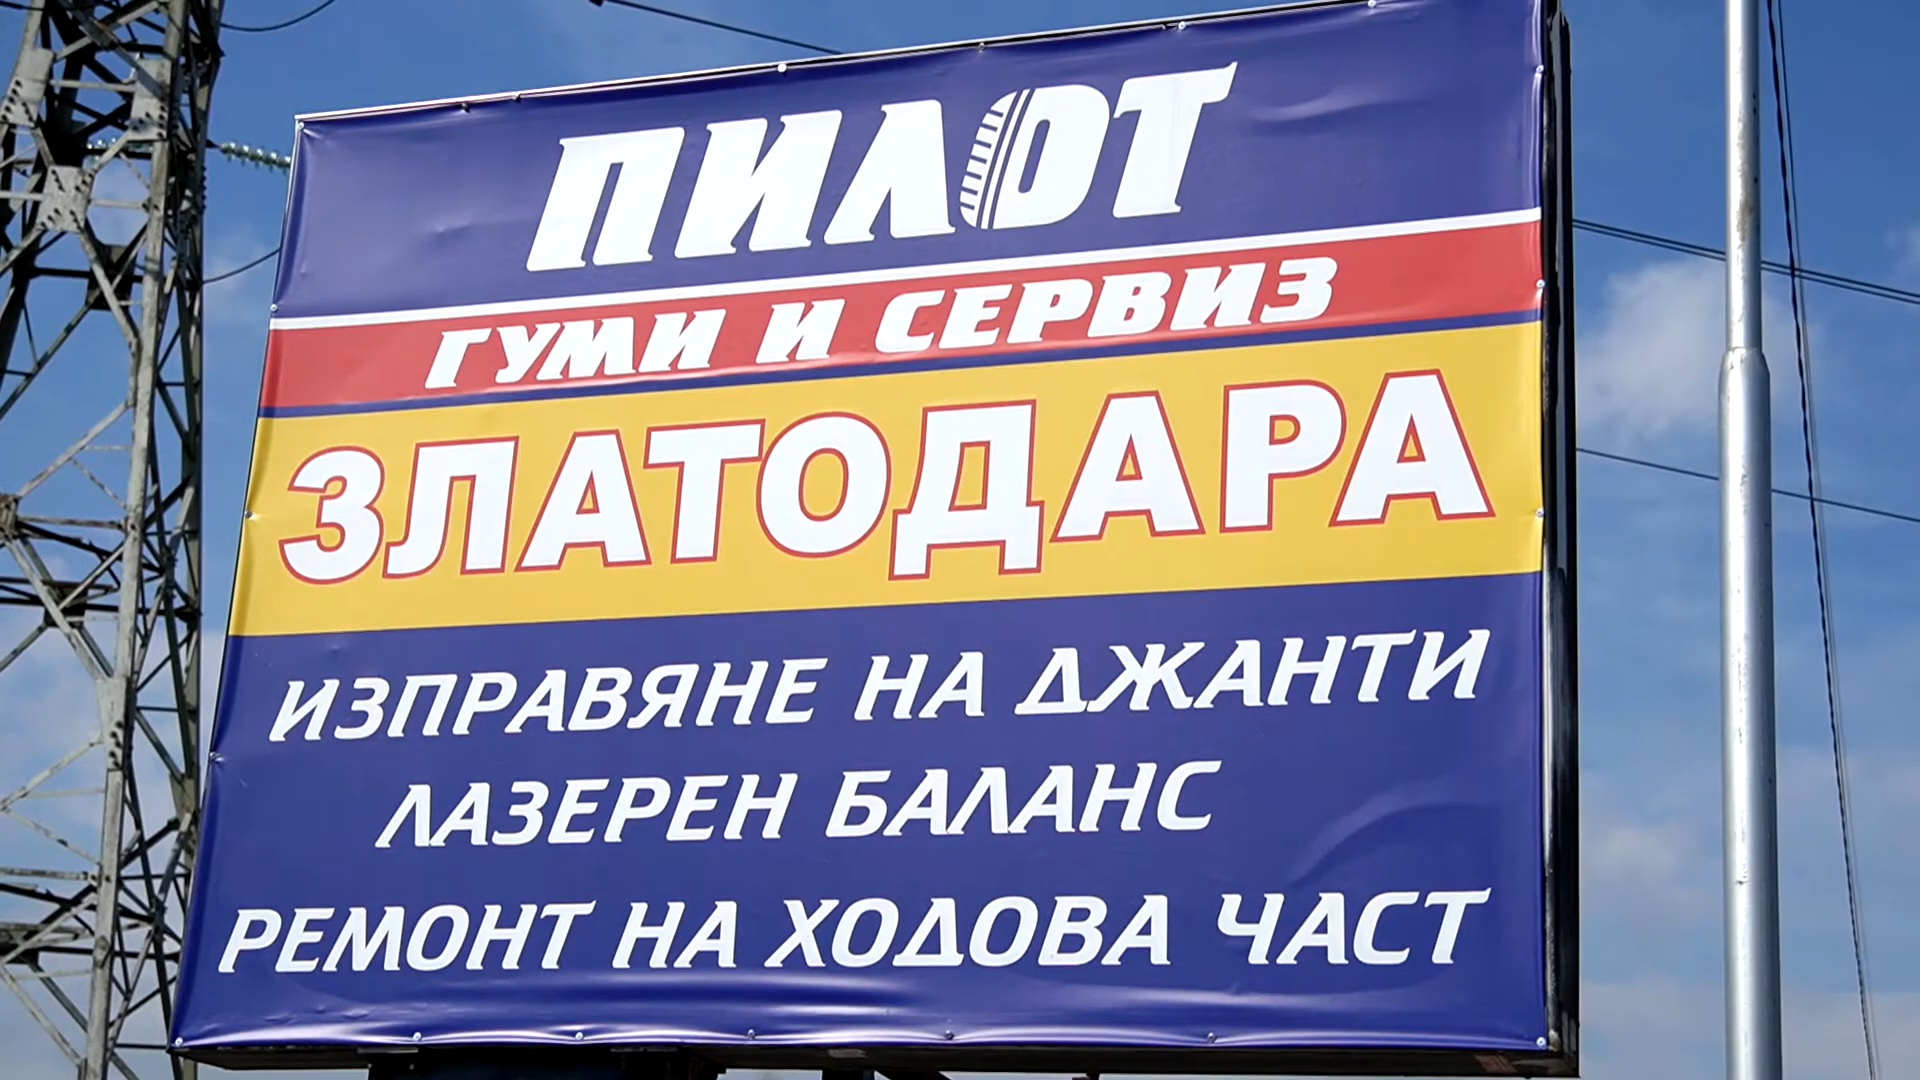 ПИЛОТ
ГУМИ И СЕРВИЗ
ЗЛАТОДАРА
ИЗПРАВЯНЕ НА ДЖАНТИ
ЛАЗЕРЕН БАЛАНС
РЕМОНТ НА ХОДОВА ЧАСТ